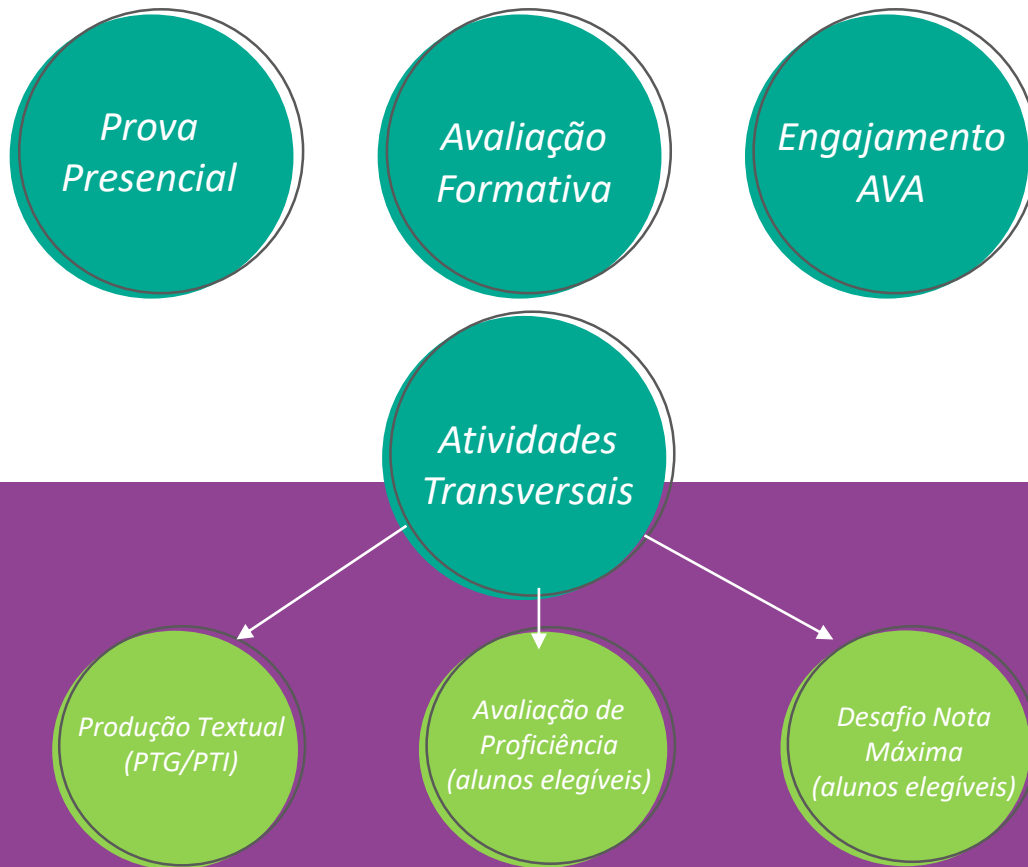 Prova
Presencial
Avaliação
Formativa
Engajamento
AVA
Atividades
Transversais
Produção Textual
(PTG/PTI)
Avaliação de
Proficiência
(alunos elegíveis)
Desafio Nota
Máxima
(alunos elegíveis)